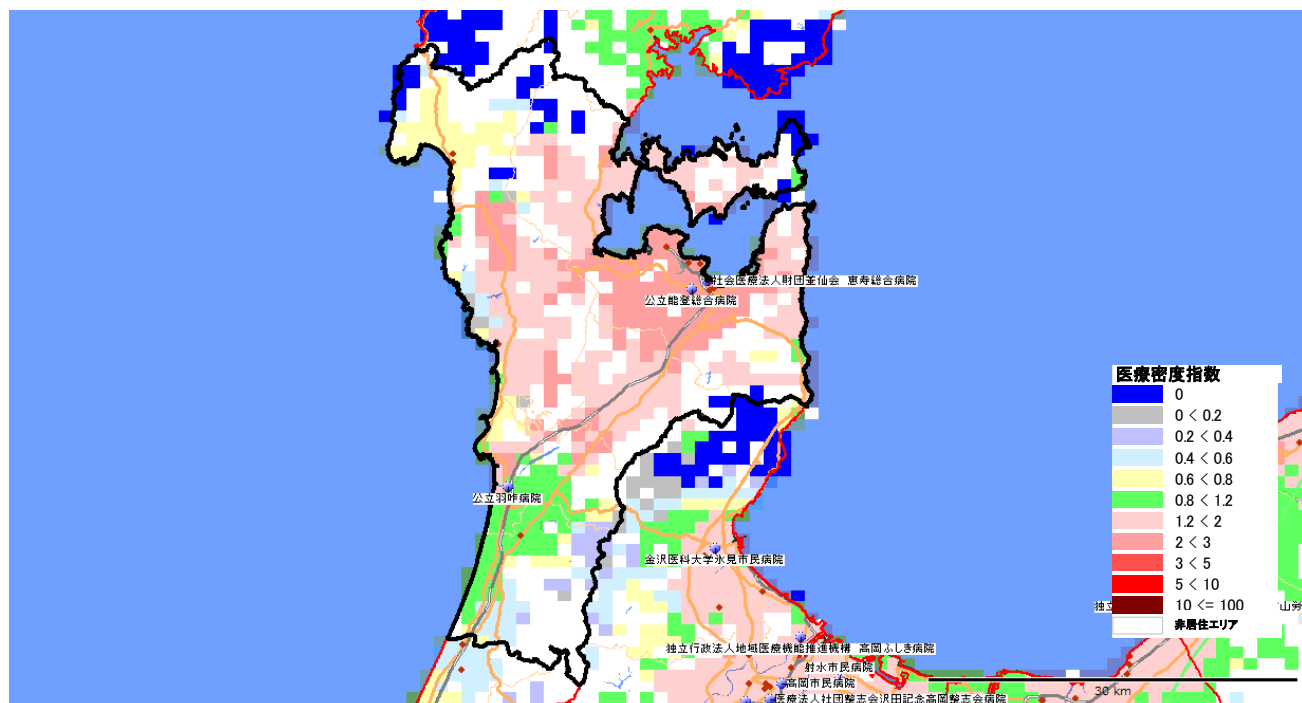 社会医療法人財団董仙会 恵寿総合病院
公立能登総合病院
医療密度指数
0
0 < 0.2
0.2 < 0.4
0.4 < 0.6
0.6 < 0.8
0.8 < 1.2
1.2 < 2
2 < 3
3 < 5
5 < 10
10 <= 100
非居住エリア
公立羽咋病院
金沢医科大学氷見市民病院
独立
山労
独立行政法人地域医療機能推進機構 高岡ふしき病院
射水市民病院
高岡市民病院
医療法人社団整志会沢田記念高岡整志会病院
30 km